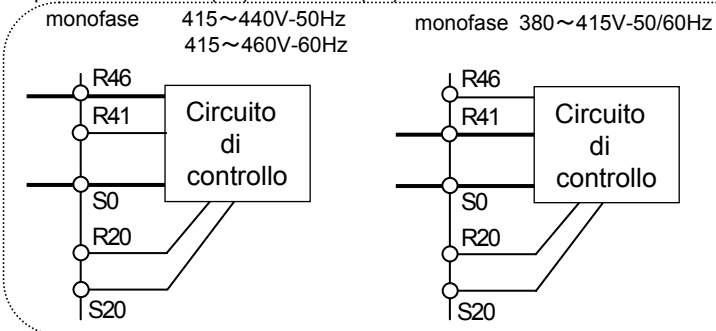 monofase 415～440V-50Hz
415～460V-60Hz
R46
R41
Circuito
di
controllo
S0
R20
S20
monofase 380～415V-50/60Hz
R46
R41
Circuito
di
controllo
S0
R20
S20